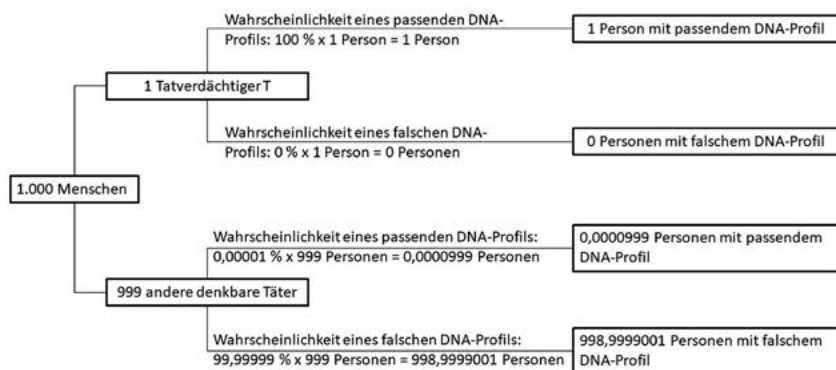 Wahrscheinlichkeit eines passenden DNA-
Profils: 100 % x 1 Person = 1 Person
1 Person mit passendem DNA-Profil
1 Tatverdächtiger T
Wahrscheinlichkeit eines falschen DNA-
Profils: 0 % x 1 Person = 0 Personen
0 Personen mit falschem DNA-Profil
1.000 Menschen
Wahrscheinlichkeit eines passenden DNA-Profils:
0,00001 % x 999 Personen = 0,0000999 Personen
0,0000999 Personen mit passendem
DNA-Profil
999 andere denkbare Täter
Wahrscheinlichkeit eines falschen DNA-Profils:
99,99999 % x 999 Personen = 998,9999001 Personen
998,9999001 Personen mit falschem
DNA-Profil